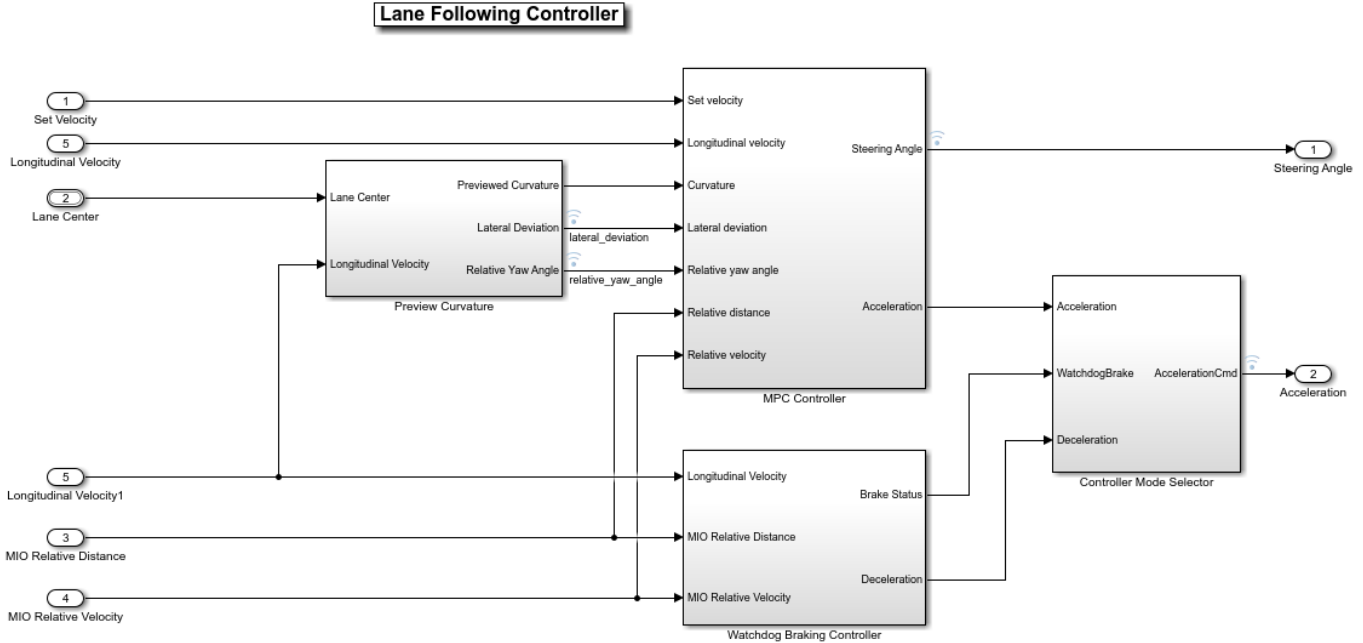 Lane Following Controller
1
Set Velocity
5
Longitudinal Velocity
2
Lane Center
Lane Center
Longitudinal Velocity
Previewed Curvature
Lateral Deviation
Relative Yaw Angle
Preview Curvature
lateral_deviation
relative_yaw_angle
Set velocity
Longitudinal velocity
Curvature
Lateral deviation
Relative yaw angle
Relative distance
Relative velocity
Steering Angle
Acceleration
MPC Controller
1
Steering Angle
Acceleration
WatchdogBrake
Deceleration
AccelerationCmd
Controller Mode Selector
2
Acceleration
5
Longitudinal Velocity1
3
MIO Relative Distance
4
MIO Relative Velocity
Longitudinal Velocity
MIO Relative Distance
MIO Relative Velocity
Brake Status
Deceleration
Watchdog Braking Controller